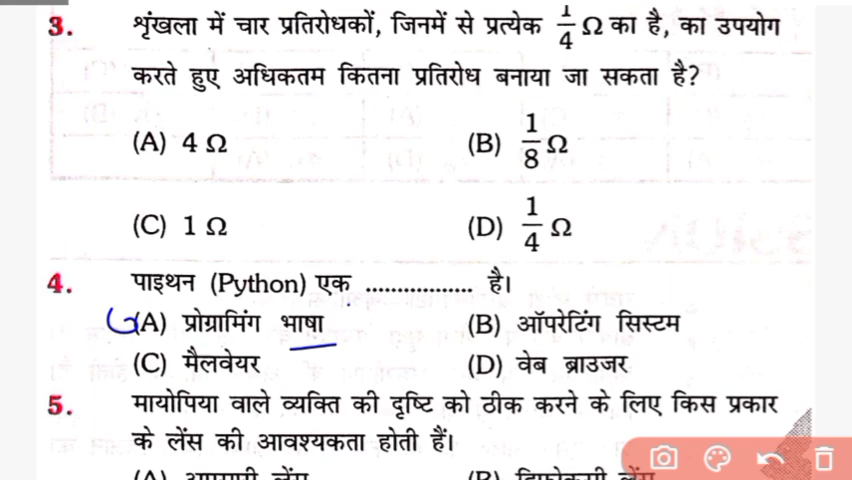 3. शृंखला में चार प्रतिरोधकों, जिनमें से प्रत्येक 1/4 Ω का है, का उपयोग
करते हुए अधिकतम कितना प्रतिरोध बनाया जा सकता है?
(A) 4 Ω (B) 1/8 Ω
(C) 1 Ω (D) 1/4 Ω
4. पाइथन (Python) एक .................. है।
(A) प्रोग्रामिंग भाषा (B) ऑपरेटिंग सिस्टम
(C) मैलवेयर (D) वेब ब्राउजर
5. मायोपिया वाले व्यक्ति की दृष्टि को ठीक करने के लिए किस प्रकार
के लेंस की आवश्यकता होती हैं।
(A) लेंस (B) लेंस